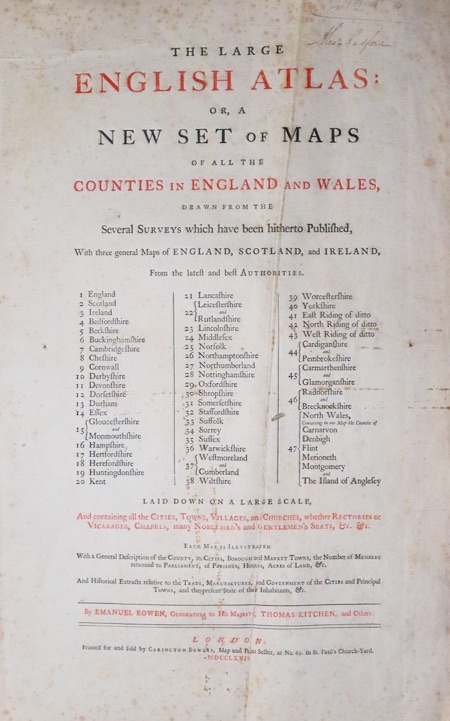 THE LARGE
ENGLISH ATLAS:
OR, A
NEW SET OF MAPS
OF ALL THE
COUNTIES IN ENGLAND AND WALES,
DRAWN FROM THE
Several SURVEYS which have been hitherto Publiſhed,
With three general Maps of ENGLAND, SCOTLAND, and IRELAND,
From the lateſt and beſt AUTHORITIES.
1 England
2 Scotland
3 Ireland
4 Bedfordſhire
5 Berkſhire
6 Buckinghamſhire
7 Cambridgeſhire
8 Cheſhire
9 Cornwall
10 Derbyſhire
11 Devonſhire
12 Dorſetſhire
13 Durham
14 Eſſex
15 { Glouceſterſhire
and
Monmouthſhire
16 Hampſhire
17 Hertfordſhire
18 Herefordſhire
19 Huntingdonſhire
20 Kent
21 Lancaſhire
22 { Leiceſterſhire
and
Rutlandſhire
23 Lincolnſhire
24 Middleſex
25 Norfolk
26 Northamptonſhire
27 Northumberland
28 Nottinghamſhire
29 Oxfordſhire
30 Shropſhire
31 Somerſetſhire
32 Staffordſhire
33 Suffolk
34 Surrey
35 Suſſex
36 Warwickſhire
37 { Weſtmoreland
and
Cumberland
38 Wiltſhire
39 Worceſterſhire
40 Yorkſhire
41 Eaſt Riding of ditto
42 North Riding of ditto
43 Weſt Riding of ditto
44 { Cardiganſhire
and
Pembrokeſhire
45 { Carmarthenſhire
and
Glamorganſhire
46 { Radnorſhire
and
Brecknockſhire
47 { North Wales,
Containing in one Map the Counties of
Carnarvon
Denbigh
Flint
Merioneth
Montgomery
and
The Iſland of Angleſey
LAID DOWN ON A LARGE SCALE,
And containing all the CITIES, TOWNS, VILLAGES, and CHURCHES, whether RECTORIES or
VICARAGES, CHAPELS, many NOBLEMEN's and GENTLEMEN's SEATS, &c. &c.
EACH MAP IS ILLUSTRATED
With a General Deſcription of the COUNTY, its CITIES, BOROUGH and MARKET TOWNS, the Number of MEMBERS
returned to PARLIAMENT, of PARISHES, HOUSES, ACRES OF LAND, &c.
And Hiſtorical Extracts relative to the TRADE, MANUFACTURES, and GOVERNMENT of the CITIES and Principal
TOWNS, and the preſent State of their Inhabitants, &c.
By EMANUEL BOWEN, GEOGRAPHER to HIS MAJESTY, THOMAS KITCHEN, and Others.
LONDON:
Printed for and ſold by CARINGTON BOWLES, Map and Print Seller, at No. 69. in St. Paul's Church-Yard.